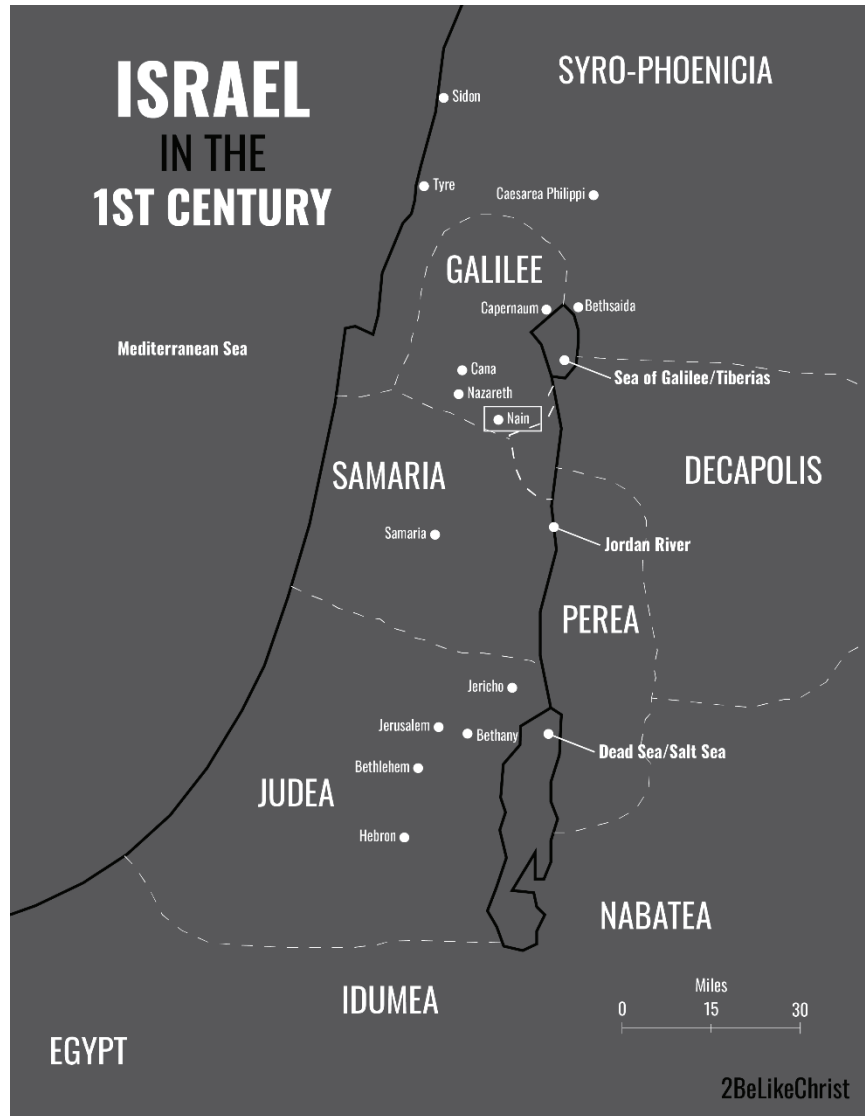 ISRAEL
IN THE
1ST CENTURY
SYRO-PHOENICIA
Sidon
Tyre
Caesarea Philippi
GALILEE
Capernaum
Bethsaida
Mediterranean Sea
Cana
Sea of Galilee/Tiberias
Nazareth
Nain
SAMARIA
DECAPOLIS
Samaria
Jordan River
PEREA
Jericho
Jerusalem
Bethany
Dead Sea/Salt Sea
Bethlehem
JUDEA
Hebron
NABATEA
IDUMEA
Miles
0 15 30
EGYPT
2BeLikeChrist